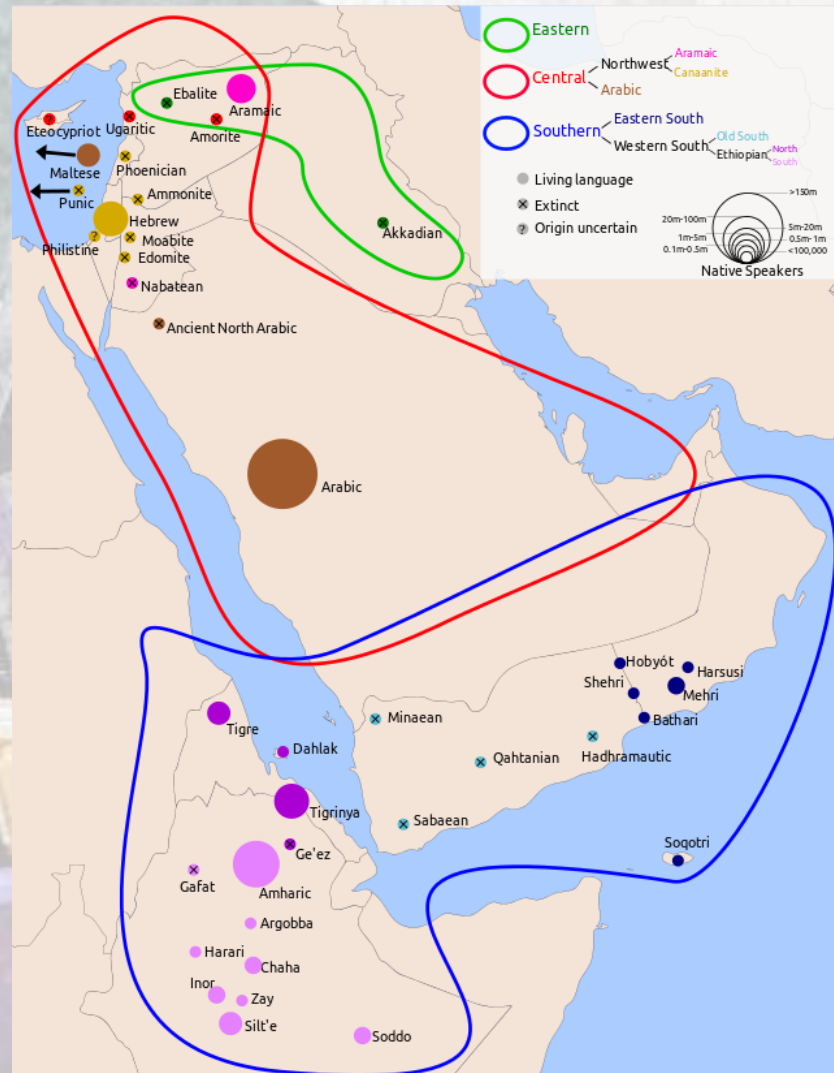 Eastern
Central
Northwest
Aramaic
Canaanite
Arabic
Southern
Eastern South
Western South
Old South
Ethiopian
North
South
Living language
Extinct
? Origin uncertain
>150m
20m-100m
5m-20m
1m-5m
0.5m-1m
0.1m-0.5m
<100,000
Native Speakers
Ebalite
Aramaic
?
Eteocypriot
Ugaritic
Amorite
Maltese
Phoenician
Punic
Ammonite
Hebrew
Akkadian
?
Philistine
Moabite
Edomite
Nabatean
Ancient North Arabic
Arabic
Hobyót
Harsusi
Shehri
Mehri
Bathari
Minaean
Tigre
Dahlak
Qahtanian
Hadhramautic
Tigrinya
Sabaean
Ge'ez
Soqotri
Gafat
Amharic
Argobba
Harari
Chaha
Inor
Zay
Silt'e
Soddo